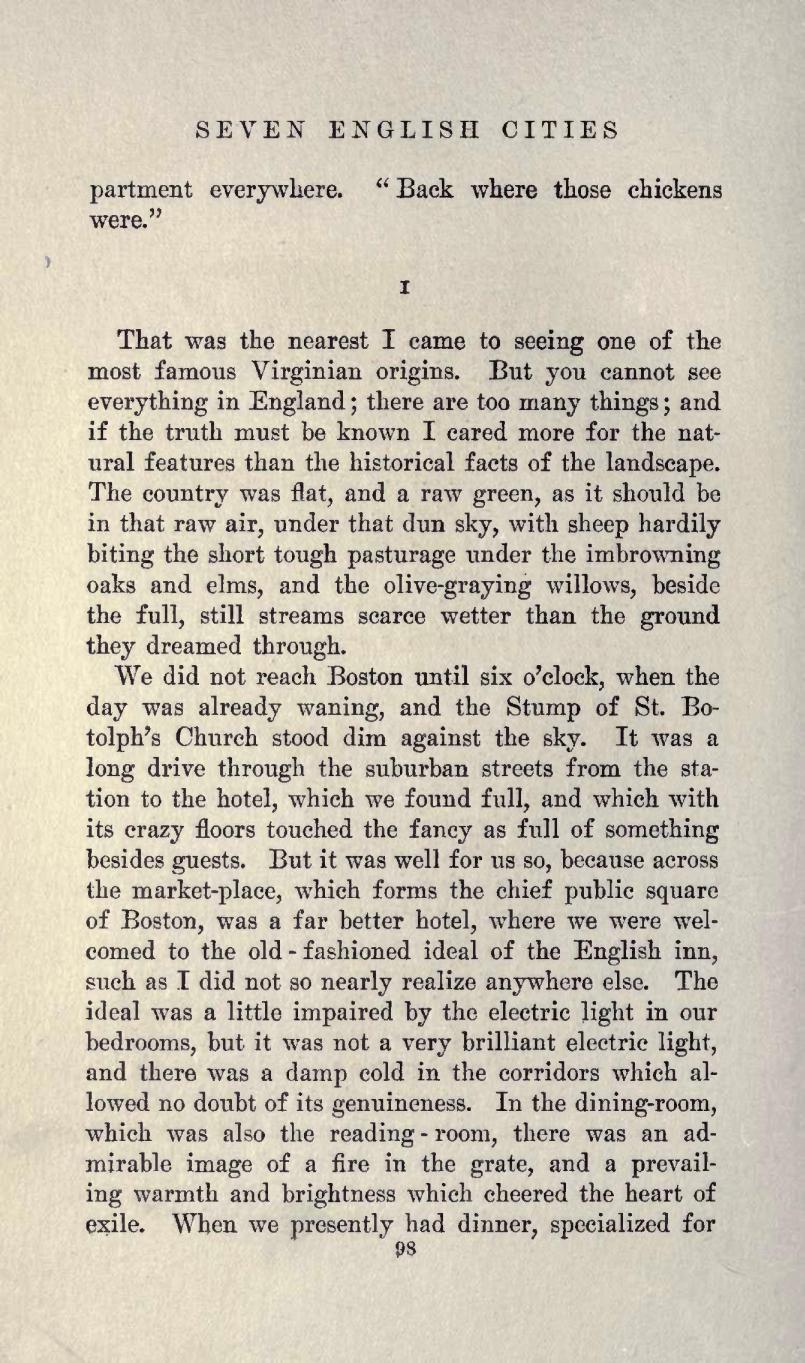 SEVEN ENGLISH CITIES
partment everywhere. “Back where those chickens
were.”
I
That was the nearest I came to seeing one of the
most famous Virginian origins. But you cannot see
everything in England; there are too many things; and
if the truth must be known I cared more for the nat-
ural features than the historical facts of the landscape.
The country was flat, and a raw green, as it should be
in that raw air, under that dun sky, with sheep hardily
biting the short tough pasturage under the imbrowning
oaks and elms, and the olive-graying willows, beside
the full, still streams scarce wetter than the ground
they dreamed through.
We did not reach Boston until six o’clock, when the
day was already waning, and the Stump of St. Bo-
tolph’s Church stood dim against the sky. It was a
long drive through the suburban streets from the sta-
tion to the hotel, which we found full, and which with
its crazy floors touched the fancy as full of something
besides guests. But it was well for us so, because across
the market-place, which forms the chief public square
of Boston, was a far better hotel, where we were wel-
comed to the old-fashioned ideal of the English inn,
such as I did not so nearly realize anywhere else. The
ideal was a little impaired by the electric light in our
bedrooms, but it was not a very brilliant electric light,
and there was a damp cold in the corridors which al-
lowed no doubt of its genuineness. In the dining-room,
which was also the reading-room, there was an ad-
mirable image of a fire in the grate, and a prevail-
ing warmth and brightness which cheered the heart of
exile. When we presently had dinner, specialized for
98